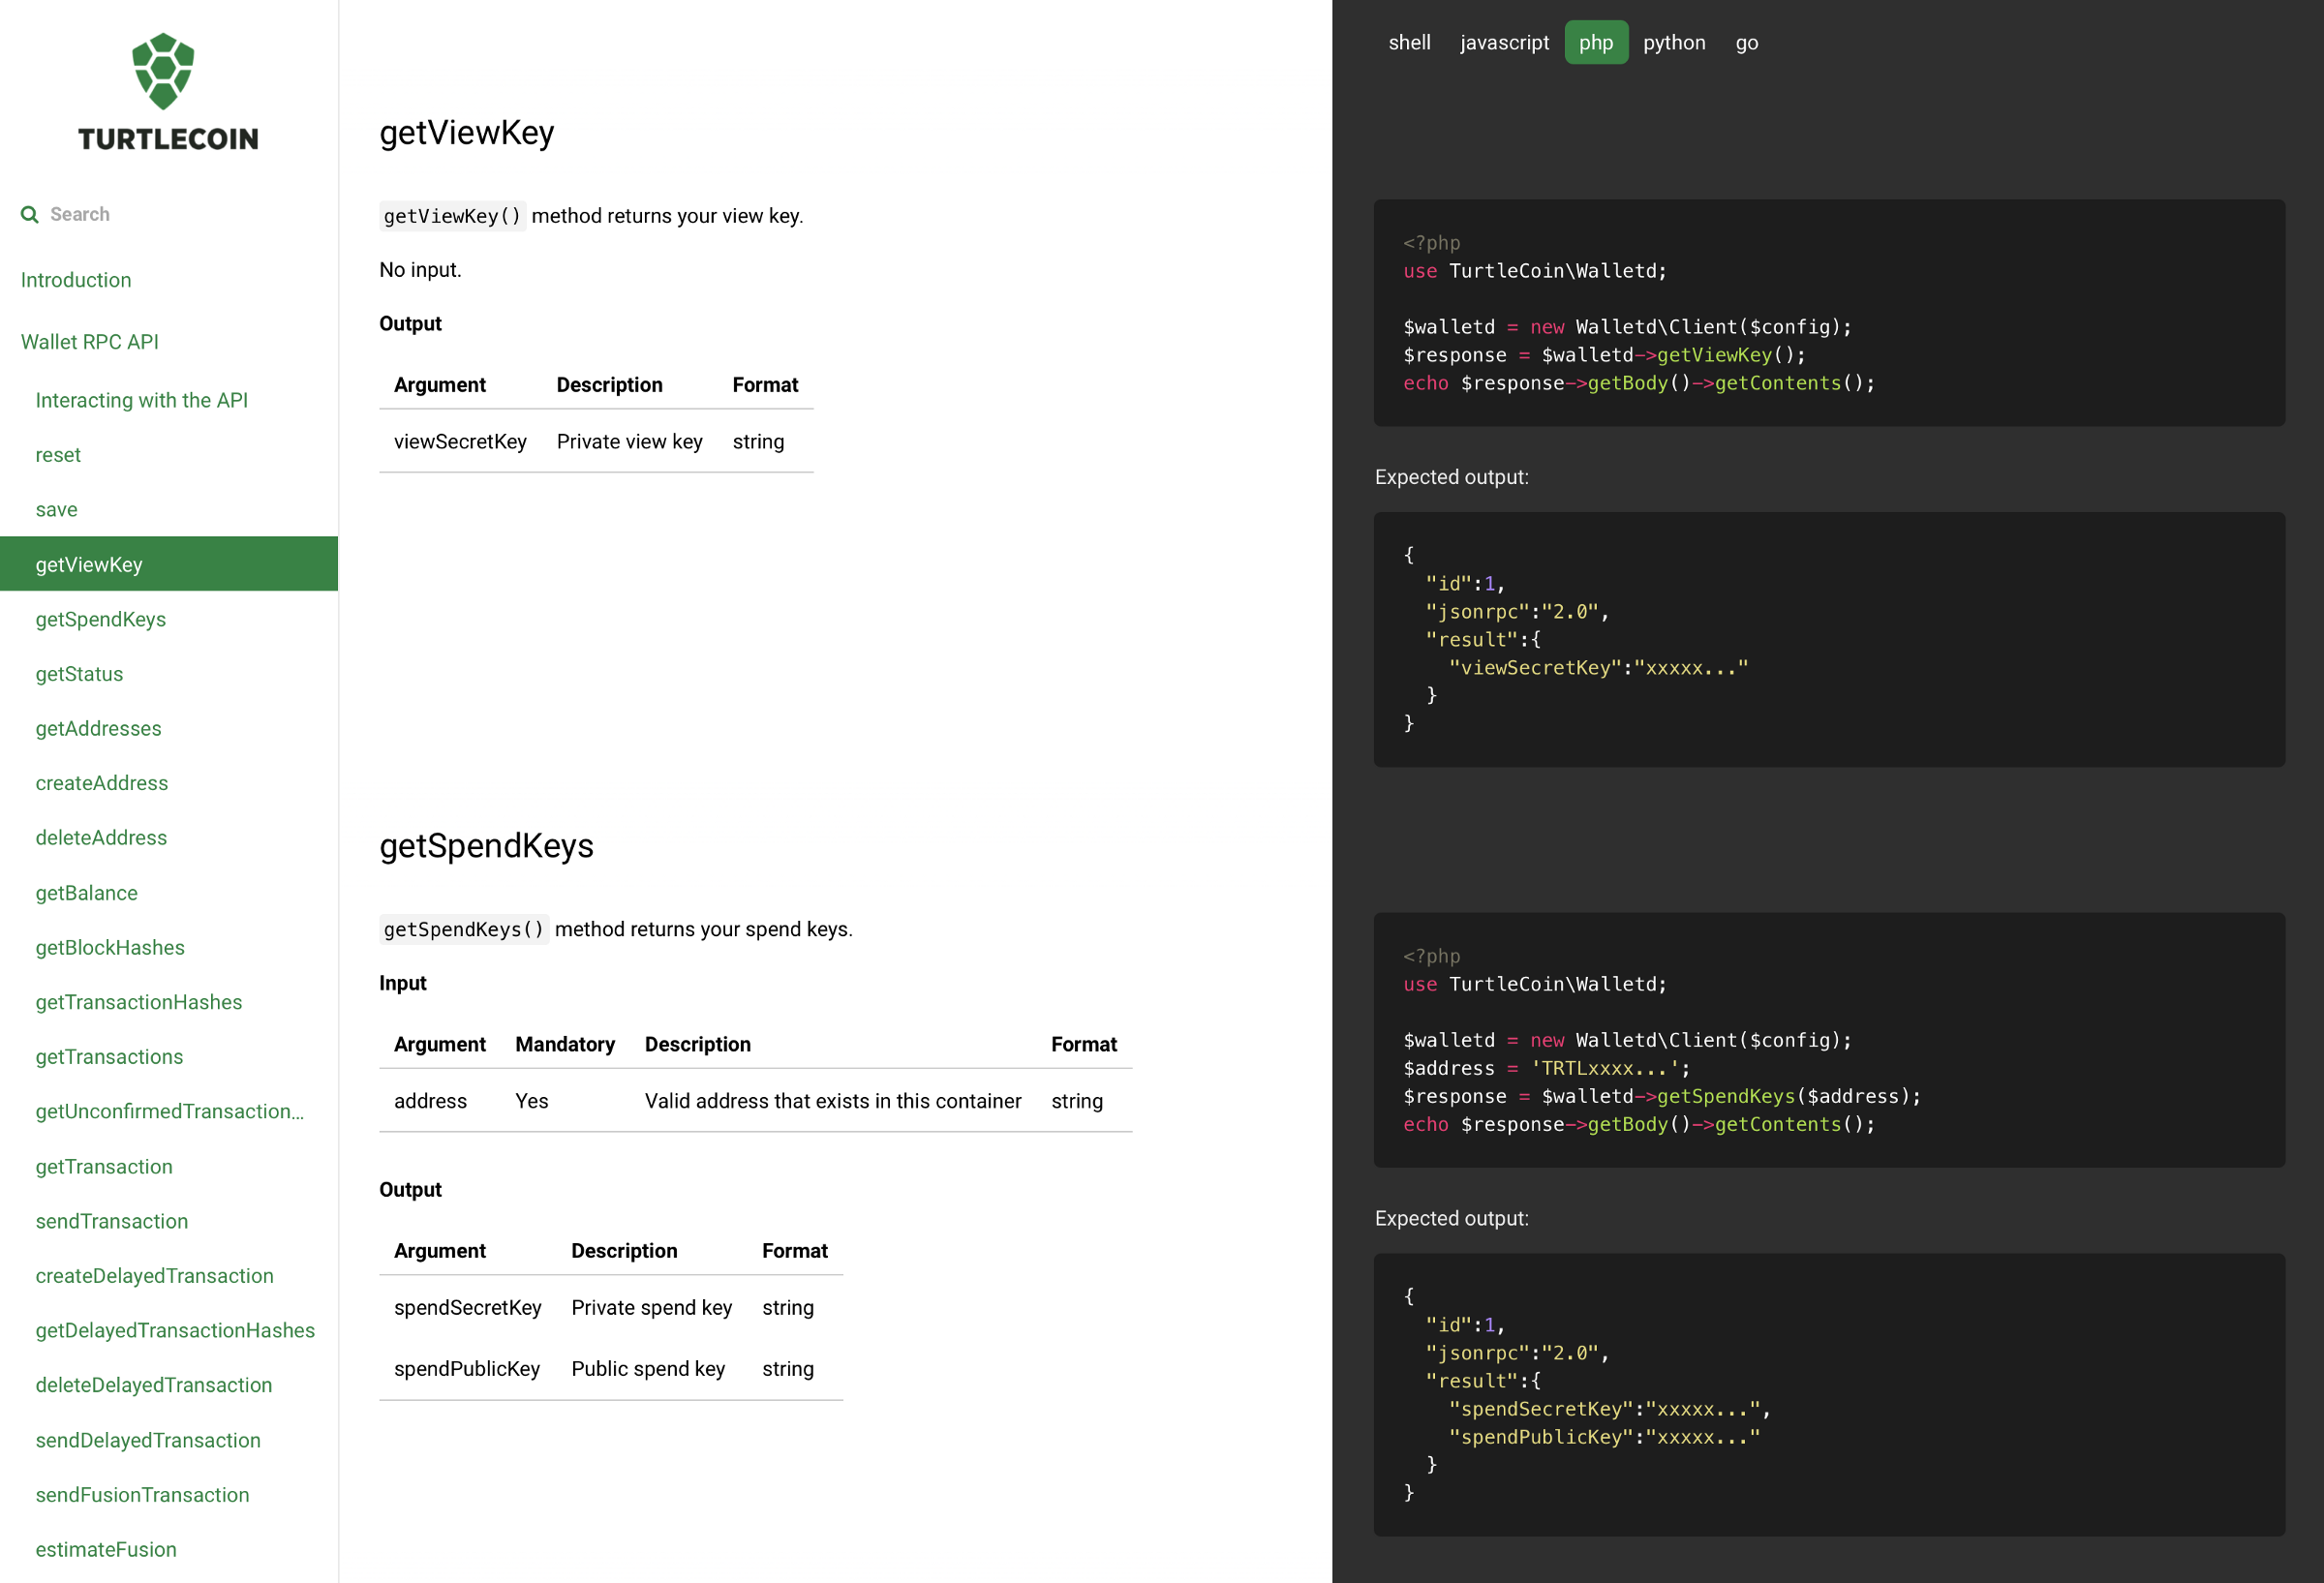 TURTLECOIN
Search
Introduction
Wallet RPC API
Interacting with the API
reset
save
getViewKey
getSpendKeys
getStatus
getAddresses
createAddress
deleteAddress
getBalance
getBlockHashes
getTransactionHashes
getTransactions
getUnconfirmedTransaction...
getTransaction
sendTransaction
createDelayedTransaction
getDelayedTransactionHashes
deleteDelayedTransaction
sendDelayedTransaction
sendFusionTransaction
estimateFusion
getViewKey
getViewKey() method returns your view key.
No input.
Output
Argument Description Format
viewSecretKey Private view key string
getSpendKeys
getSpendKeys() method returns your spend keys.
Input
Argument Mandatory Description Format
address Yes Valid address that exists in this container string
Output
Argument Description Format
spendSecretKey Private spend key string
spendPublicKey Public spend key string
shell javascript php python go
<?php
use TurtleCoin\Walletd;
$walletd = new Walletd\Client($config);
$response = $walletd->getViewKey();
echo $response->getBody()->getContents();
Expected output:
{
"id":1,
"jsonrpc":"2.0",
"result":{
"viewSecretKey":"xxxxx..."
}
}
<?php
use TurtleCoin\Walletd;
$walletd = new Walletd\Client($config);
$address = 'TRTLxxxx...';
$response = $walletd->getSpendKeys($address);
echo $response->getBody()->getContents();
Expected output:
{
"id":1,
"jsonrpc":"2.0",
"result":{
"spendSecretKey":"xxxxx...",
"spendPublicKey":"xxxxx..."
}
}